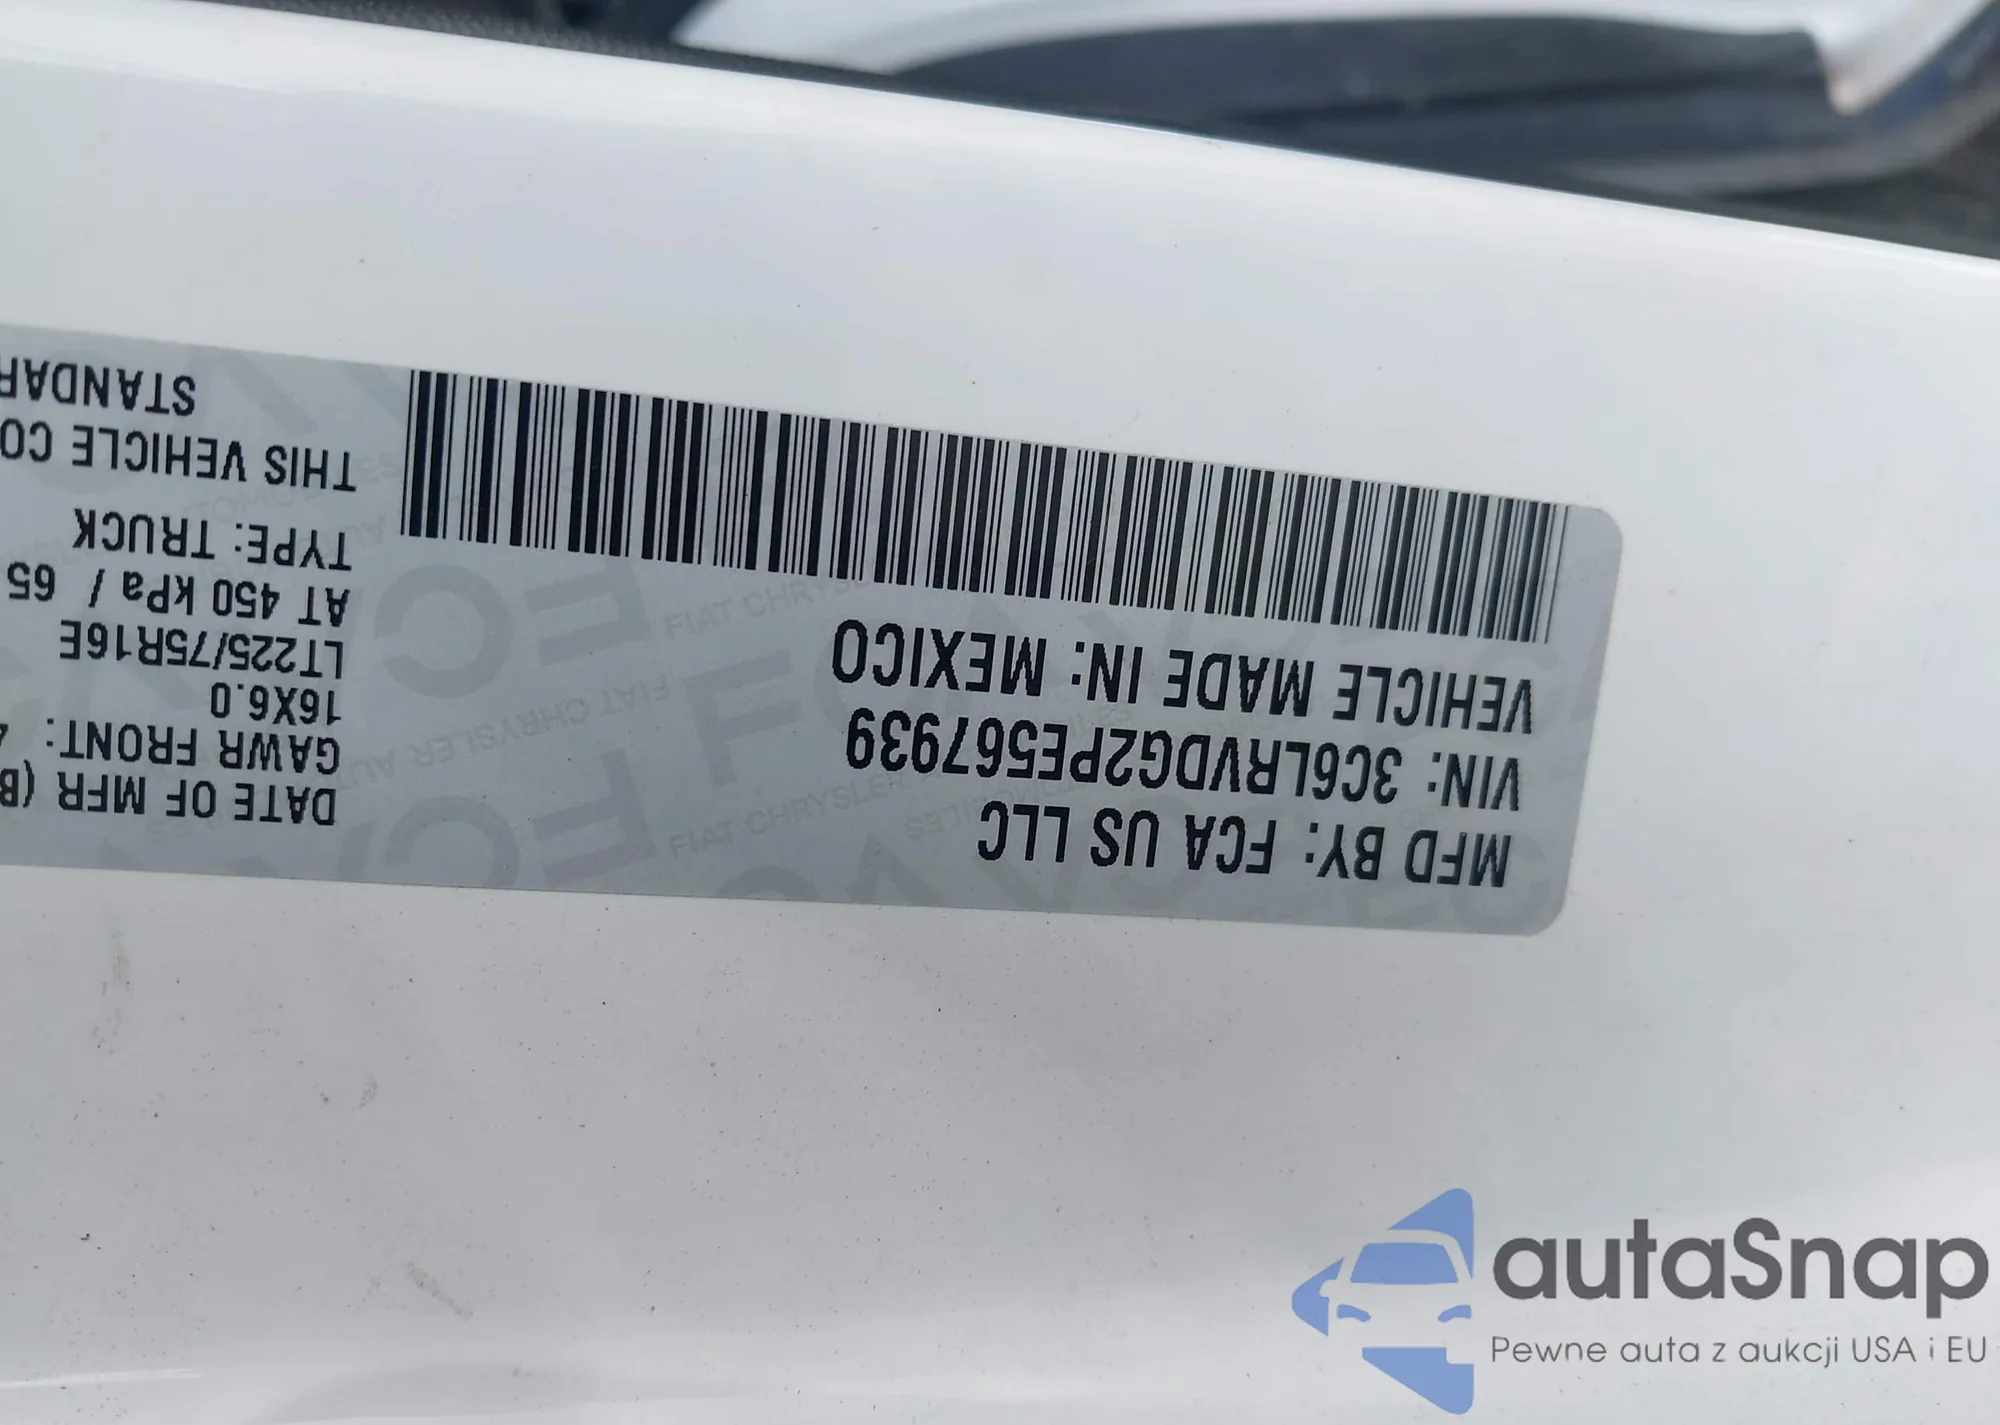 MFD BY: FCA US LLC
VIN: 3C6LRVDG2PE567939
VEHICLE MADE IN: MEXICO
DATE OF MFR (B
GAWR FRONT:
16X6.0
LT225/75R16E
AT 450 kPa / 65
TYPE: TRUCK
THIS VEHICLE CO
STANDAR
autaSnap
Pewne auta z aukcji USA i EU